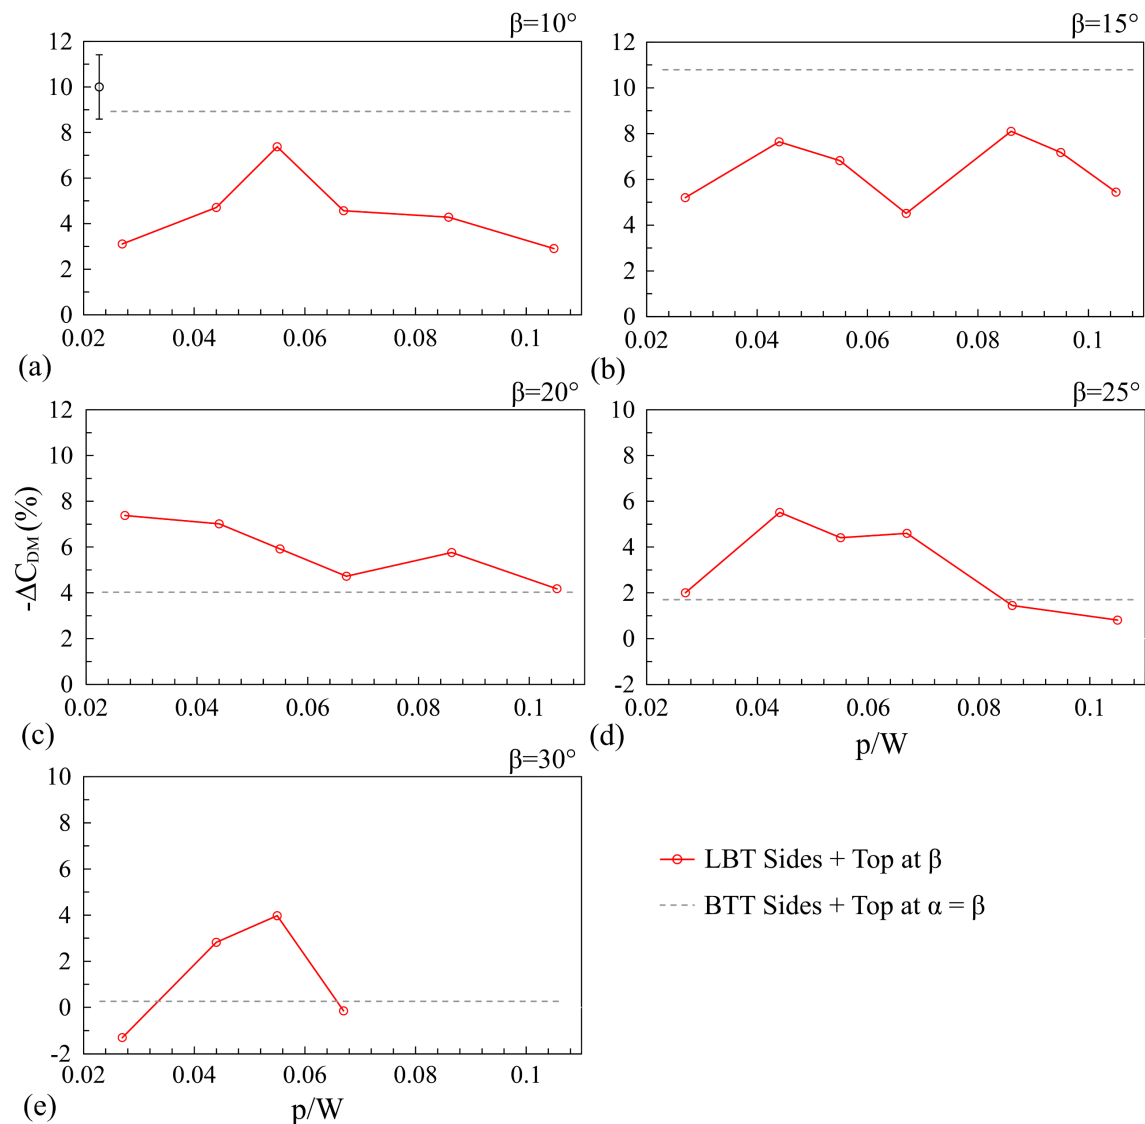 β=10°
12
10
8
6
4
2
0
0.02 0.04 0.06 0.08 0.1
(a)
β=15°
12
10
8
6
4
2
0
0.02 0.04 0.06 0.08 0.1
(b)
β=20°
12
10
8
6
4
2
0
-ΔC_DM (%)
0.02 0.04 0.06 0.08 0.1
(c)
β=25°
10
8
6
4
2
0
-2
0.02 0.04 0.06 0.08 0.1
p/W
(d)
β=30°
10
8
6
4
2
0
-2
0.02 0.04 0.06 0.08 0.1
p/W
(e)
LBT Sides + Top at β
BTT Sides + Top at α = β